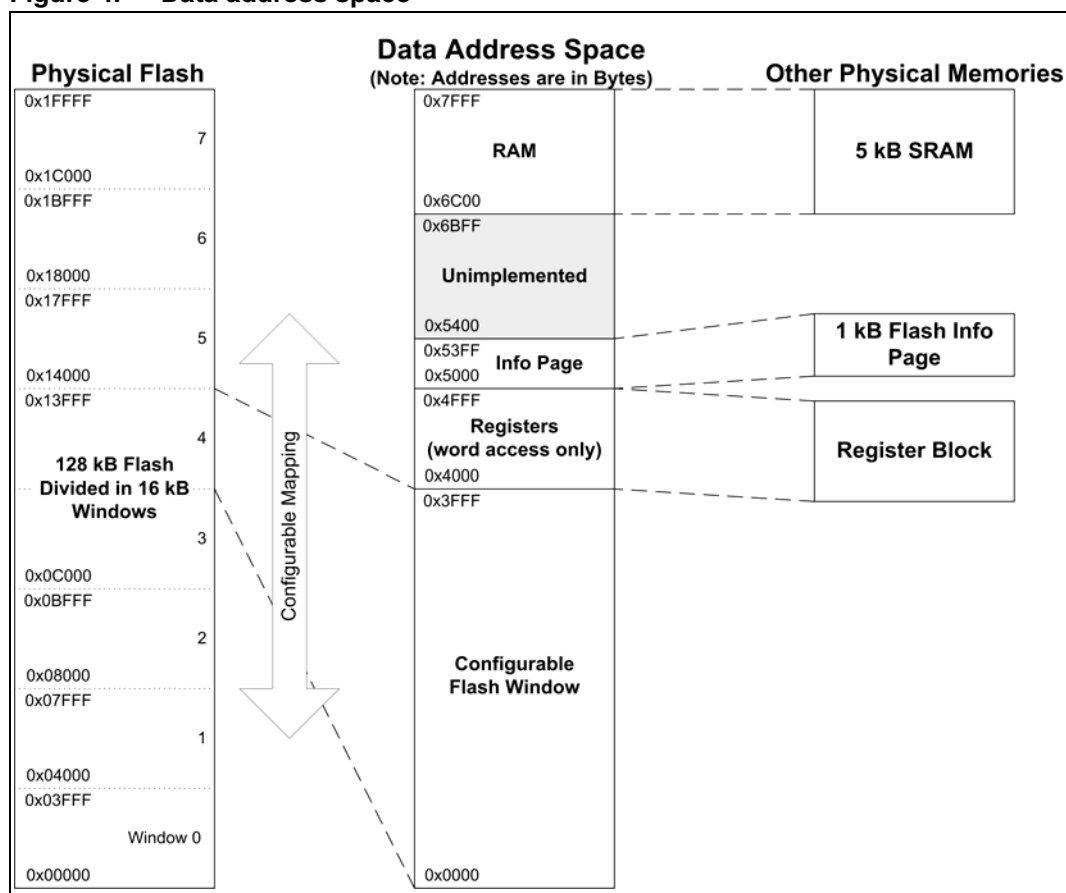 Figure 4. Data address space
Physical Flash
0x1FFFF
7
0x1C000
0x1BFFF
6
0x18000
0x17FFF
5
0x14000
0x13FFF
4
128 kB Flash
Divided in 16 kB
Windows
3
0x0C000
0x0BFFF
2
0x08000
0x07FFF
1
0x04000
0x03FFF
Window 0
0x00000
Configurable Mapping
Data Address Space
(Note: Addresses are in Bytes)
0x7FFF
RAM
0x6C00
0x6BFF
Unimplemented
0x5400
0x53FF
Info Page
0x5000
0x4FFF
Registers
(word access only)
0x4000
0x3FFF
Configurable
Flash Window
0x0000
Other Physical Memories
5 kB SRAM
1 kB Flash Info
Page
Register Block